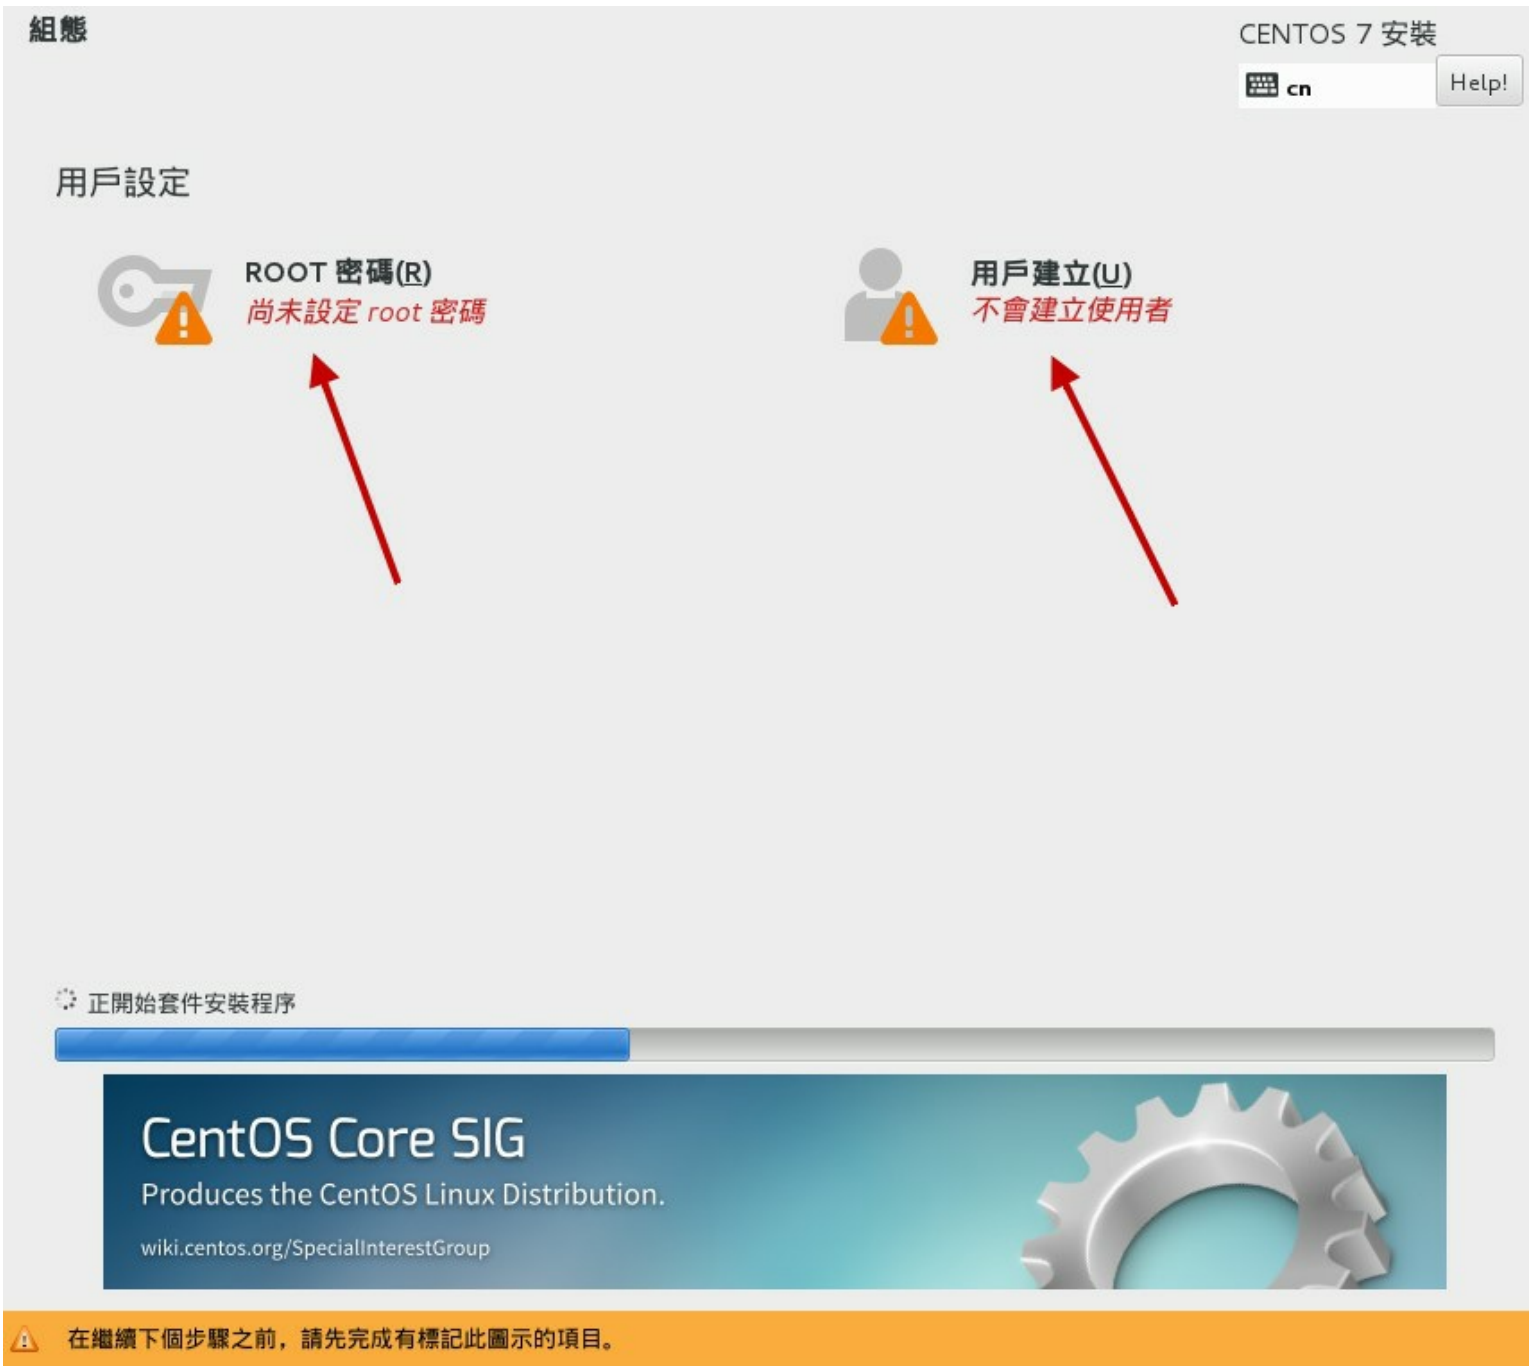 組態
CENTOS 7 安裝
cn
Help!
用戶設定
ROOT 密碼(R)
尚未設定 root 密碼
用戶建立(U)
不會建立使用者
正開始套件安裝程序
CentOS Core SIG
Produces the CentOS Linux Distribution.
wiki.centos.org/SpecialInterestGroup
在繼續下個步驟之前，請先完成有標記此圖示的項目。